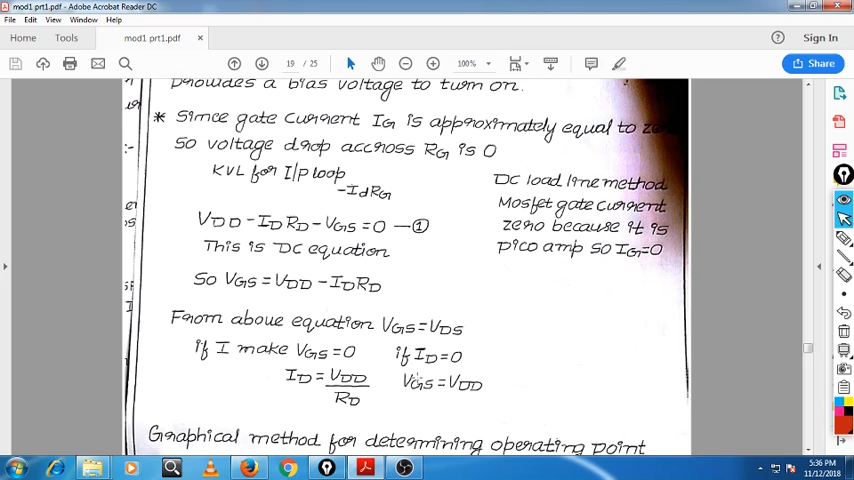 mod1 prt1.pdf - Adobe Acrobat Reader DC
File Edit View Window Help
Home Tools mod1 prt1.pdf × Sign In
19 / 25 100% Share
provides a bias voltage to turn on.
* Since gate current IG is approximately equal to ze
So voltage drop accross RG is 0
KVL for I/P loop
-IdRG
VDD-IDRD-VGS=0 —①
This is DC equation
So VGS=VDD-IDRD
DC load line method
Mosfet gate current
zero because it is
pico amp so IG=0
From above equation VGS=VDS
if I make VGS=0 if ID=0
ID=VDD/RD VGS=VDD
Graphical method for determining operating point
5:36 PM
11/12/2018